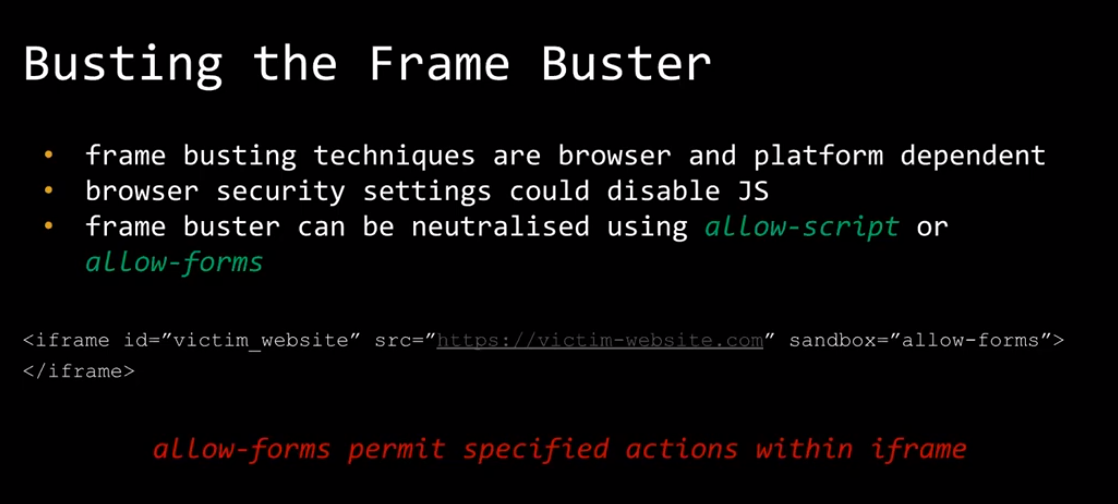 Busting the Frame Buster
• frame busting techniques are browser and platform dependent
• browser security settings could disable JS
• frame buster can be neutralised using allow-script or
allow-forms
<iframe id=”victim_website” src=”https://victim-website.com” sandbox=”allow-forms”>
</iframe>
allow-forms permit specified actions within iframe